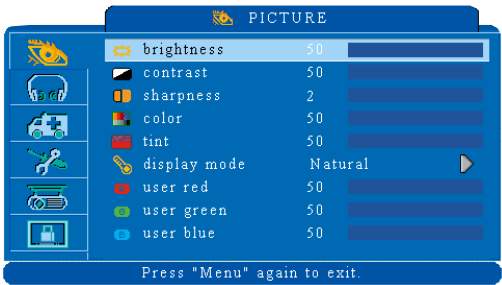 PICTURE
brightness 50
contrast 50
sharpness 2
color 50
tint 50
display mode Natural
user red 50
user green 50
user blue 50
Press "Menu" again to exit.